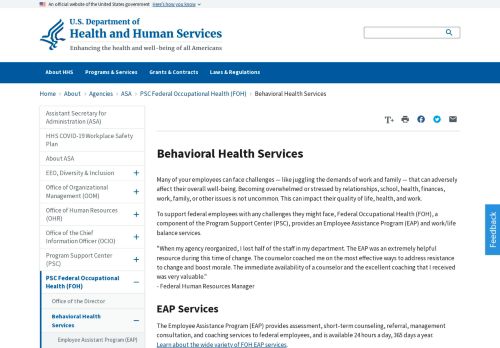 An official website of the United States government Here's how you know
U.S. Department of
Health and Human Services
Enhancing the health and well-being of all Americans
About HHS Programs & Services Grants & Contracts Laws & Regulations
Home › About › Agencies › ASA › PSC Federal Occupational Health (FOH) › Behavioral Health Services
Assistant Secretary for
Administration (ASA)
HHS COVID-19 Workplace Safety
Plan
About ASA
EEO, Diversity & Inclusion
Office of Organizational
Management (OOM)
Office of Human Resources
(OHR)
Office of the Chief
Information Officer (OCIO)
Program Support Center
(PSC)
PSC Federal Occupational
Health (FOH)
Office of the Director
Behavioral Health
Services
Employee Assistant Program (EAP)
T+
Behavioral Health Services
Many of your employees can face challenges — like juggling the demands of work and family — that can adversely
affect their overall well-being. Becoming overwhelmed or stressed by relationships, school, health, finances,
work, family, or other issues is not uncommon. This can impact their quality of life, health, and work.
To support federal employees with any challenges they might face, Federal Occupational Health (FOH), a
component of the Program Support Center (PSC), provides an Employee Assistance Program (EAP) and work/life
balance services.
"When my agency reorganized, I lost half of the staff in my department. The EAP was an extremely helpful
resource during this time of change. The counselor coached me on the most effective ways to address resistance
to change and boost morale. The immediate availability of a counselor and the excellent coaching that I received
was very valuable."
- Federal Human Resources Manager
EAP Services
The Employee Assistance Program (EAP) provides assessment, short-term counseling, referral, management
consultation, and coaching services to federal employees, and is available 24 hours a day, 365 days a year.
Learn about the wide variety of FOH EAP services.
Feedback